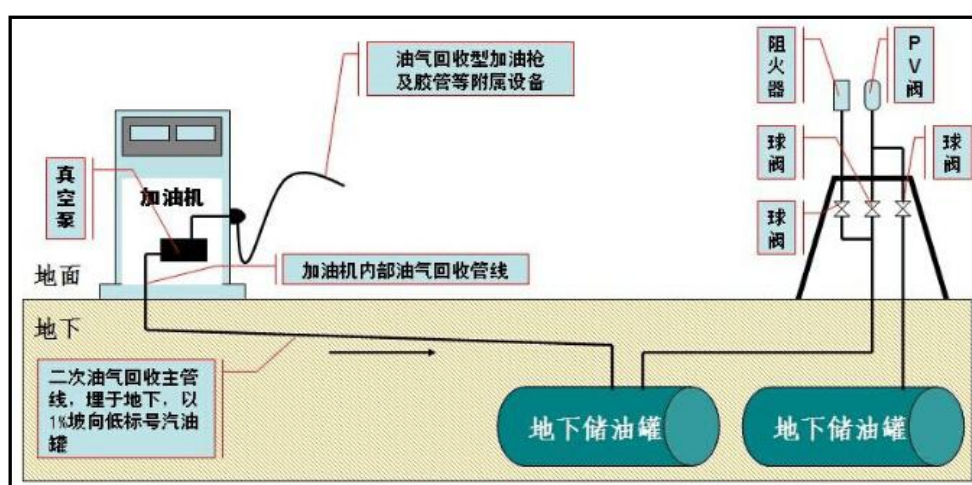 油气回收型加油枪
及胶管等附属设备
阻火器
PV阀
真空泵
加油机
球阀
球阀
球阀
加油机内部油气回收管线
地面
地下
二次油气回收主管
线，埋于地下，以
1%坡向低标号汽油
罐
地下储油罐
地下储油罐